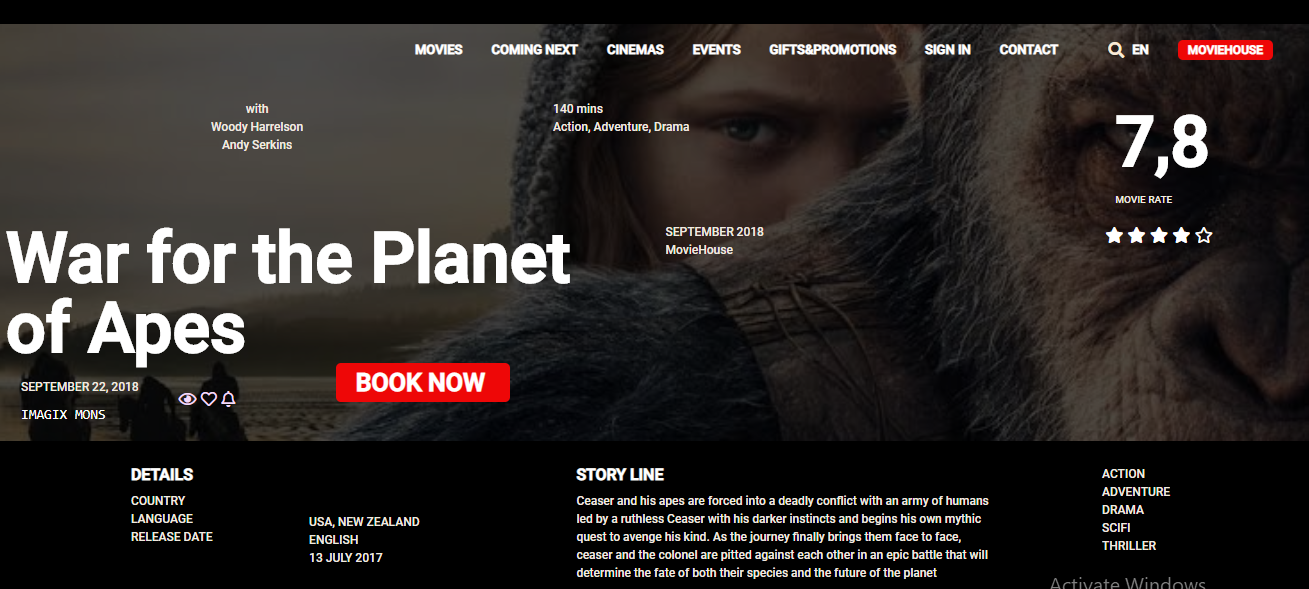 MOVIES COMING NEXT CINEMAS EVENTS GIFTS&PROMOTIONS SIGN IN CONTACT EN MOVIEHOUSE
with
Woody Harrelson
Andy Serkins
140 mins
Action, Adventure, Drama
7,8
MOVIE RATE
War for the Planet
of Apes
SEPTEMBER 2018
MovieHouse
SEPTEMBER 22, 2018
IMAGIX MONS
BOOK NOW
DETAILS
COUNTRY
LANGUAGE
RELEASE DATE
USA, NEW ZEALAND
ENGLISH
13 JULY 2017
STORY LINE
Ceaser and his apes are forced into a deadly conflict with an army of humans
led by a ruthless Ceaser with his darker instincts and begins his own mythic
quest to avenge his kind. As the journey finally brings them face to face,
ceaser and the colonel are pitted against each other in an epic battle that will
determine the fate of both their species and the future of the planet
ACTION
ADVENTURE
DRAMA
SCIFI
THRILLER
Activate Windows